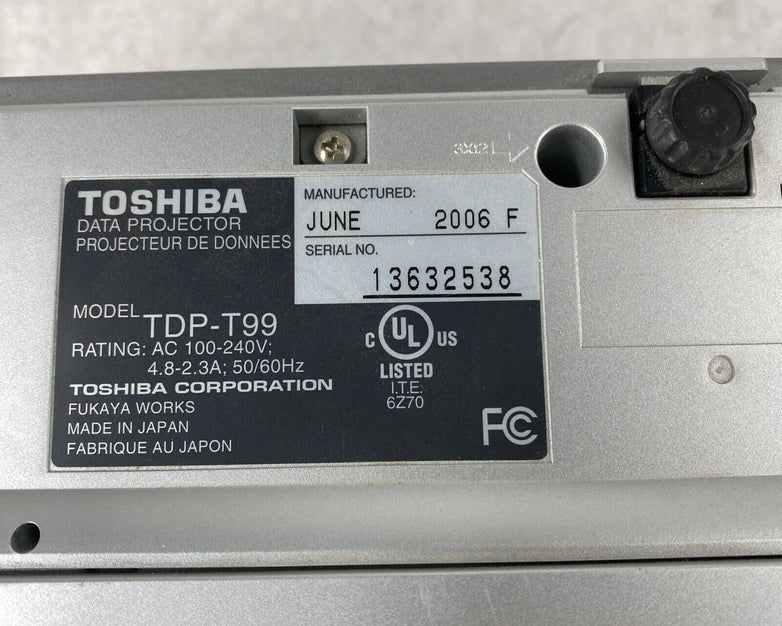 3X12
TOSHIBA
DATA PROJECTOR
PROJECTEUR DE DONNEES
MANUFACTURED:
JUNE 2006 F
SERIAL NO.
13632538
MODEL TDP-T99
RATING: AC 100-240V;
4.8-2.3A; 50/60Hz
TOSHIBA CORPORATION
FUKAYA WORKS
MADE IN JAPAN
FABRIQUE AU JAPON
C UL US
LISTED
I.T.E.
6Z70
FC